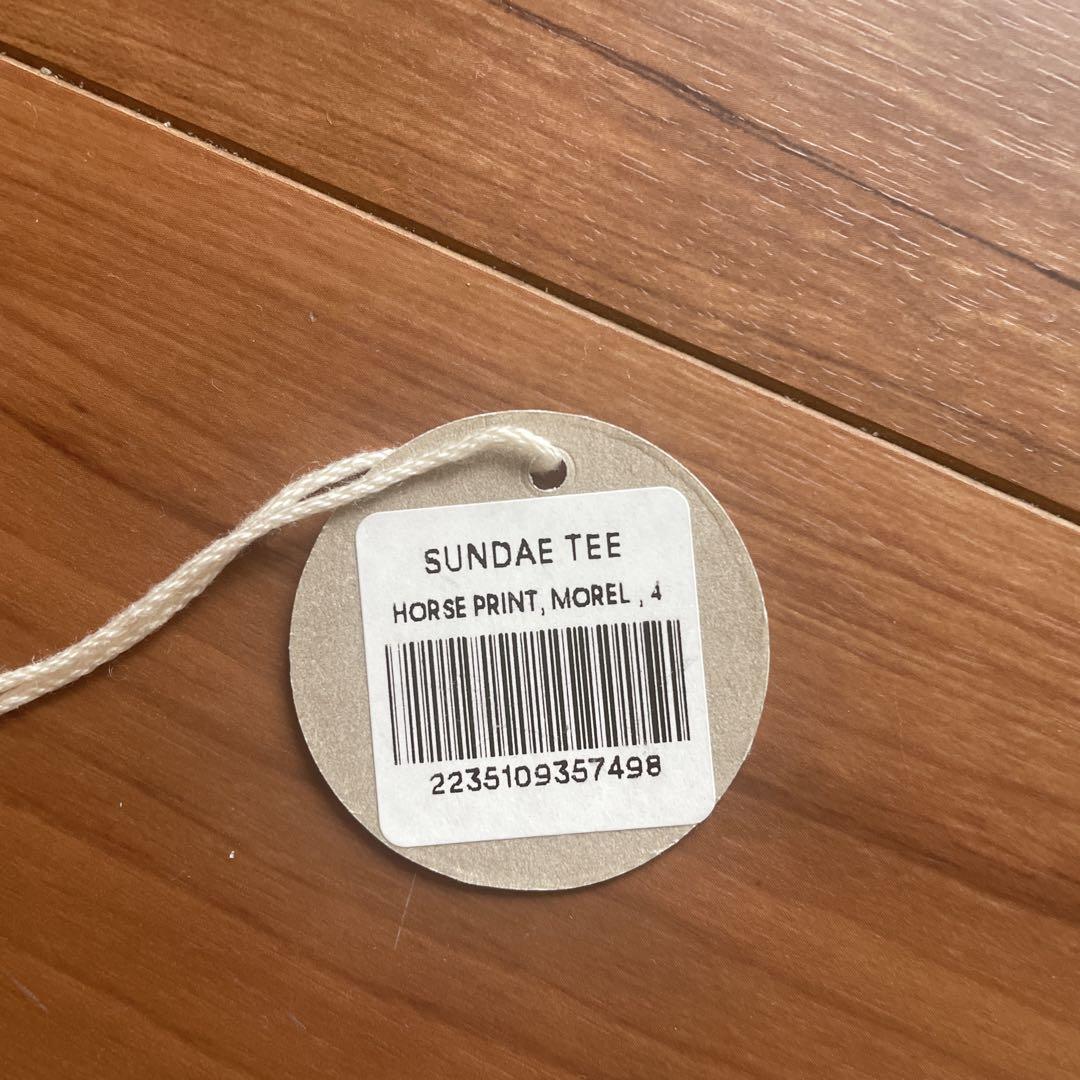 SUNDAE TEE
HORSE PRINT, MOREL , 4
2235109357498